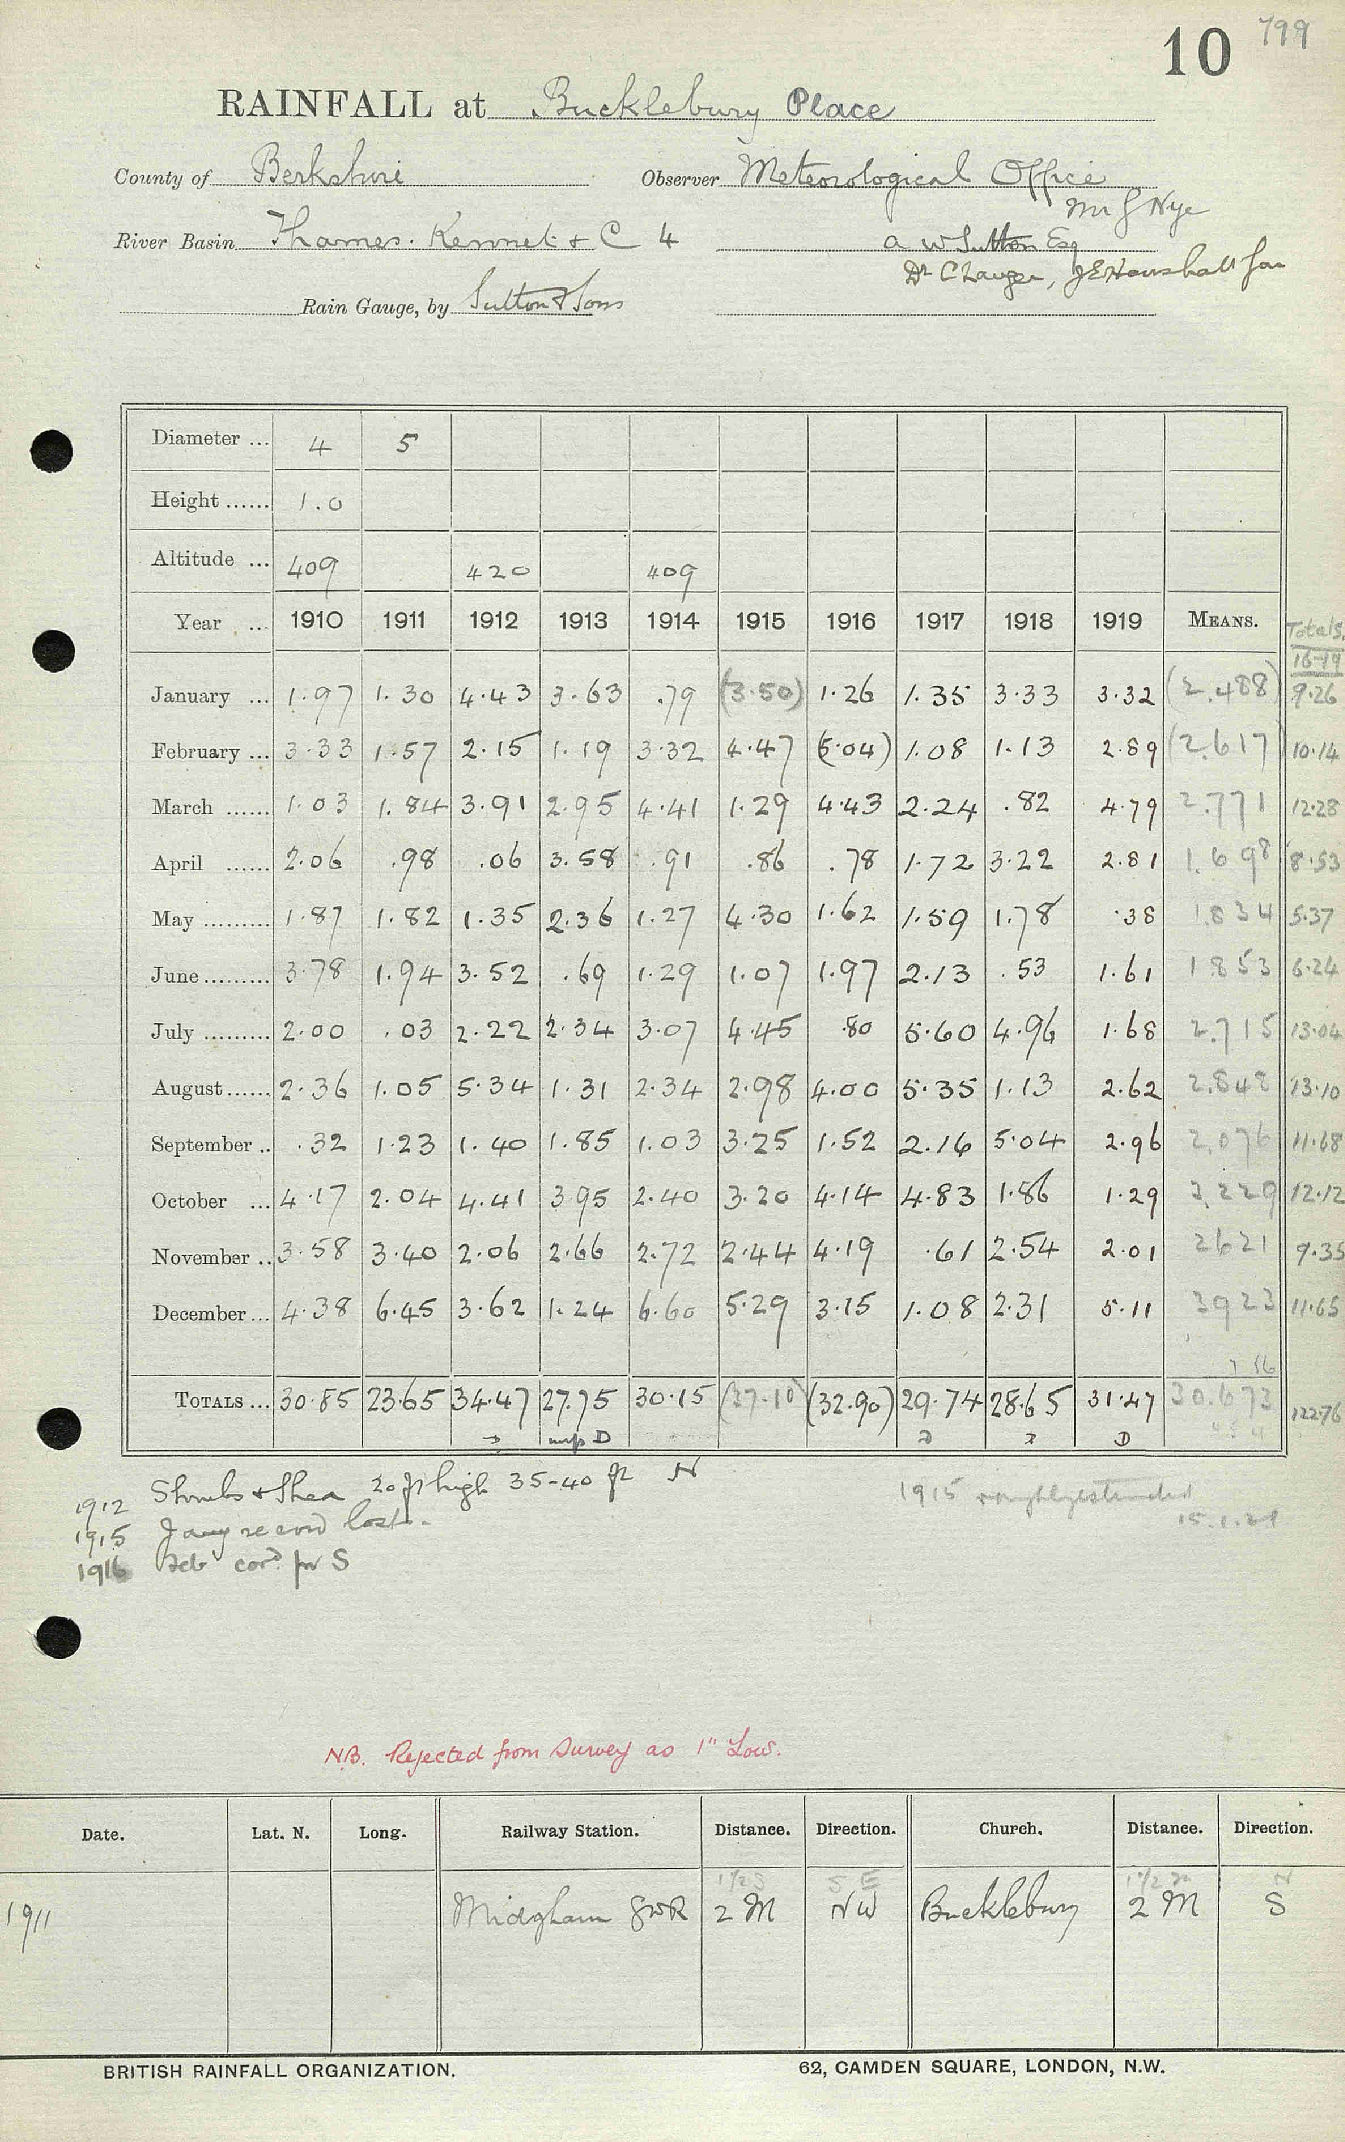 10 799
RAINFALL at Bucklebury Place
County of Berkshire Observer Meteorological Office
Mr G Nye
River Basin Thames. Kennet & C 4 A W Sutton Esq
Rain Gauge, by Sutton & Sons
Diameter ... 4 5
Height ...... 1.0
Altitude ... 409 420 409
Year ... 1910 1911 1912 1913 1914 1915 1916 1917 1918 1919 MEANS. Totals. 16-19
January ... 1.97 1.30 4.43 3.63 .79 (3.50) 1.26 1.35 3.33 3.32 (2.488) 9.26
February ... 3.33 1.57 2.15 1.19 3.32 4.47 (5.04) 1.08 1.13 2.89 (2.617) 10.14
March ...... 1.03 1.84 3.91 2.95 4.41 1.29 4.43 2.24 .82 4.79 2.771 12.28
April ...... 2.06 .98 .06 3.58 .91 .86 .78 1.72 3.22 2.81 1.698 8.53
May ......... 1.87 1.82 1.35 2.36 1.27 4.30 1.62 1.59 1.78 .38 1834 5.37
June ......... 3.78 1.94 3.52 .69 1.29 1.07 1.97 2.13 .53 1.61 1853 6.24
July ......... 2.00 .03 2.22 2.34 3.07 4.45 .80 5.60 4.96 1.68 2.715 13.04
August ...... 2.36 1.05 5.34 1.31 2.34 2.98 4.00 5.35 1.13 2.62 2.848 13.10
September .. .32 1.23 1.40 1.85 1.03 3.25 1.52 2.16 5.04 2.96 2.076 11.68
October ... 4.17 2.04 4.41 3.95 2.40 3.20 4.14 4.83 1.86 1.29 3.229 12.12
November .. 3.58 3.40 2.06 2.66 2.72 2.44 4.19 .61 2.54 2.01 2621 9.35
December ... 4.38 6.45 3.62 1.24 6.60 5.29 3.15 1.08 2.31 5.11 3923 11.65
TOTALS ... 30.85 23.65 34.47 27.75 30.15 (37.10) (32.90) 29.74 28.65 31.47 30.673 122.76
D D D D
1912 Shrubs & 20 ft high 35-40 ft N
1915 Jany record lost.
1916 Feb cord for S
1915 roughly estimated
15.1.21
N.B. Rejected from Survey as 1" Low.
Date. Lat. N. Long. Railway Station. Distance. Direction. Church. Distance. Direction.
1 1/2 S E N
1911 Midgham GWR 2 M NW Bucklebury 2 M S
BRITISH RAINFALL ORGANIZATION. 62, CAMDEN SQUARE, LONDON, N.W.